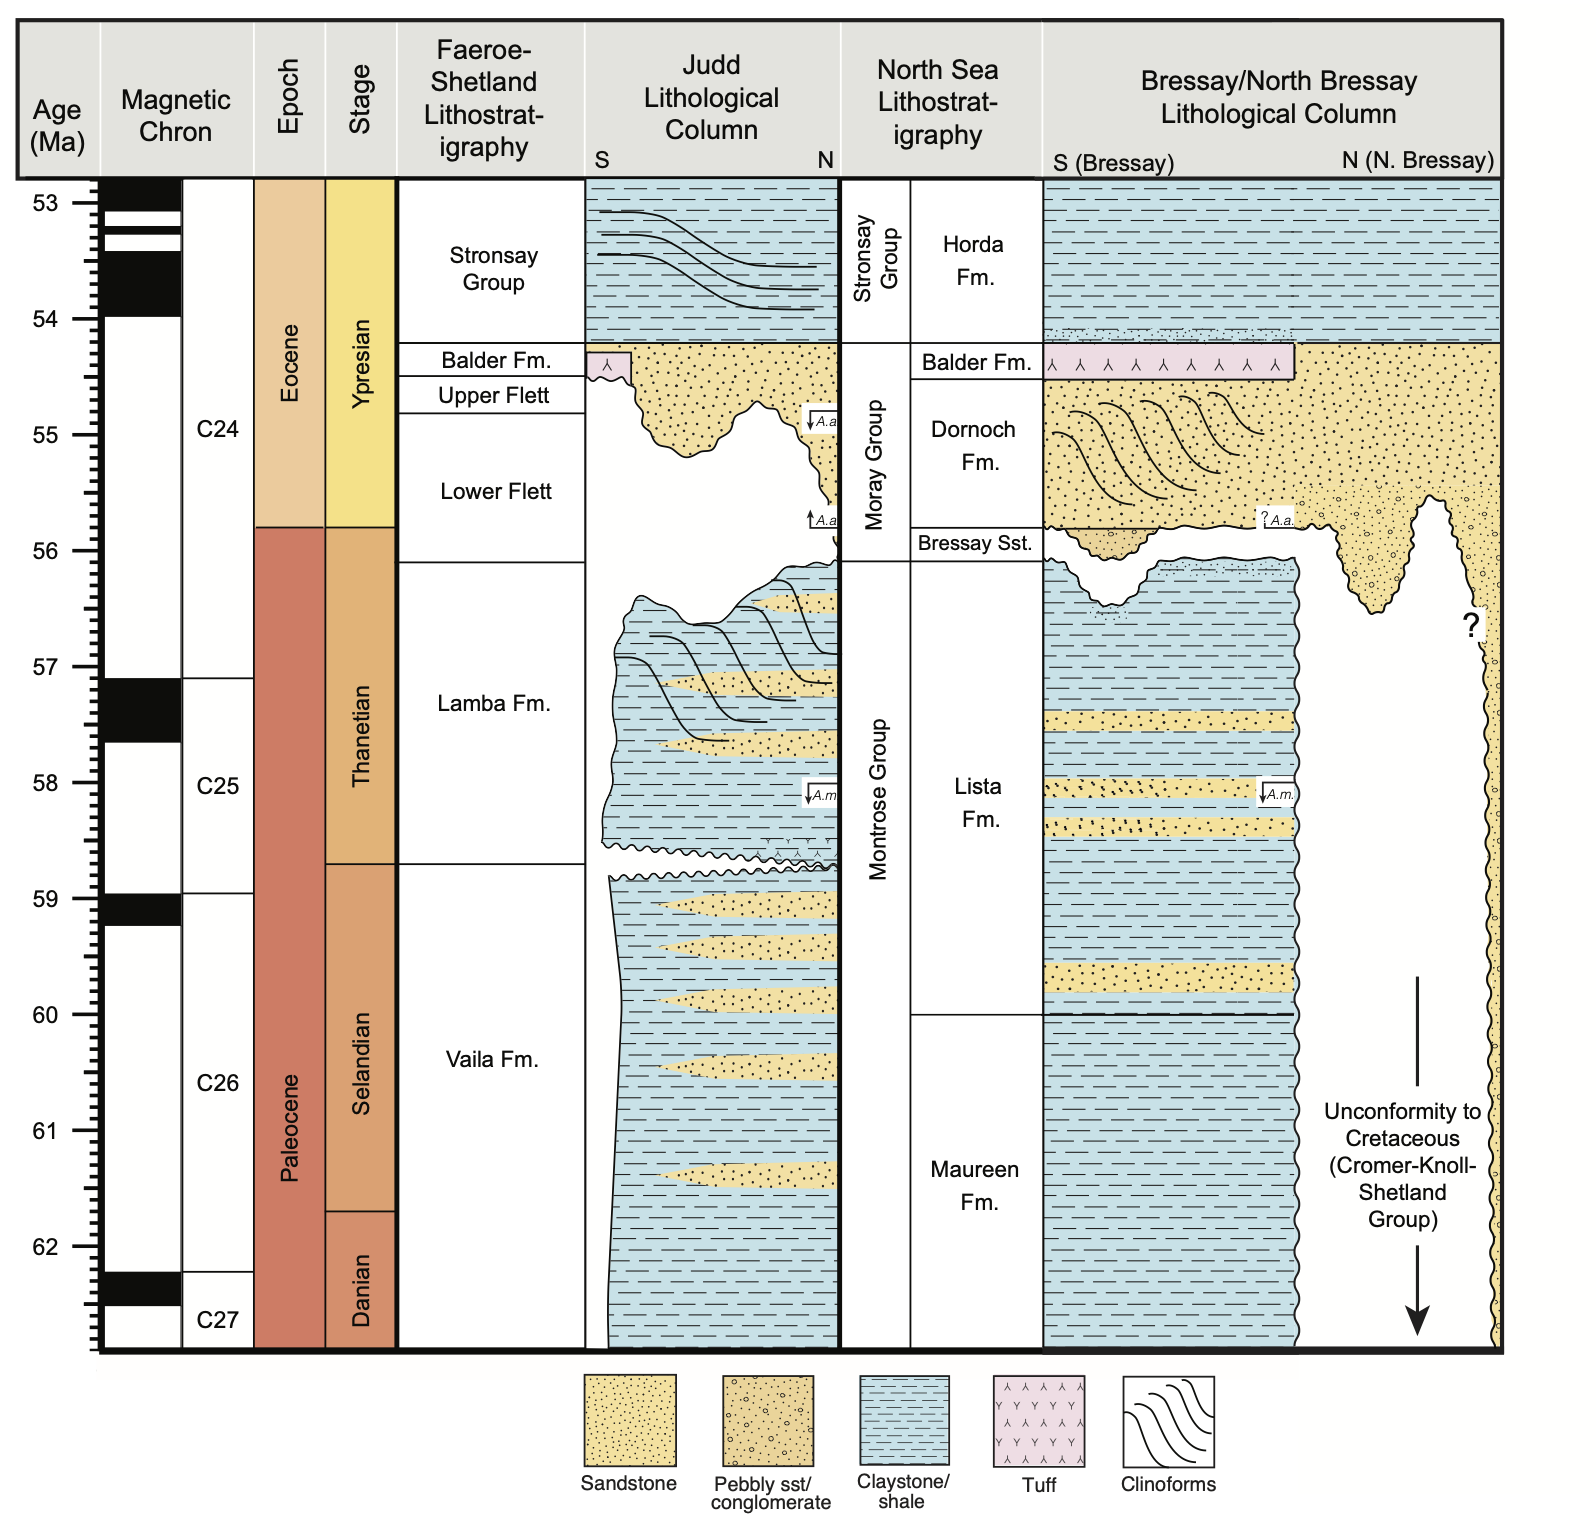 Age
(Ma)
Magnetic
Chron
Epoch
Stage
Faeroe-
Shetland
Lithostrat-
igraphy
Judd
Lithological
Column
S
N
North Sea
Lithostrat-
igraphy
Bressay/North Bressay
Lithological Column
S (Bressay)
N (N. Bressay)
53
54
55
56
57
58
59
60
61
62
C24
C25
C26
C27
Eocene
Paleocene
Ypresian
Thanetian
Selandian
Danian
Stronsay
Group
Balder Fm.
Upper Flett
Lower Flett
Lamba Fm.
Vaila Fm.
A.a
A.a
A.m
Stronsay
Group
Moray Group
Montrose Group
Horda
Fm.
Balder Fm.
Dornoch
Fm.
Bressay Sst.
Lista
Fm.
Maureen
Fm.
? A.a.
A.m.
?
Unconformity to
Cretaceous
(Cromer-Knoll-
Shetland
Group)
Sandstone
Pebbly sst/
conglomerate
Claystone/
shale
Tuff
Clinoforms